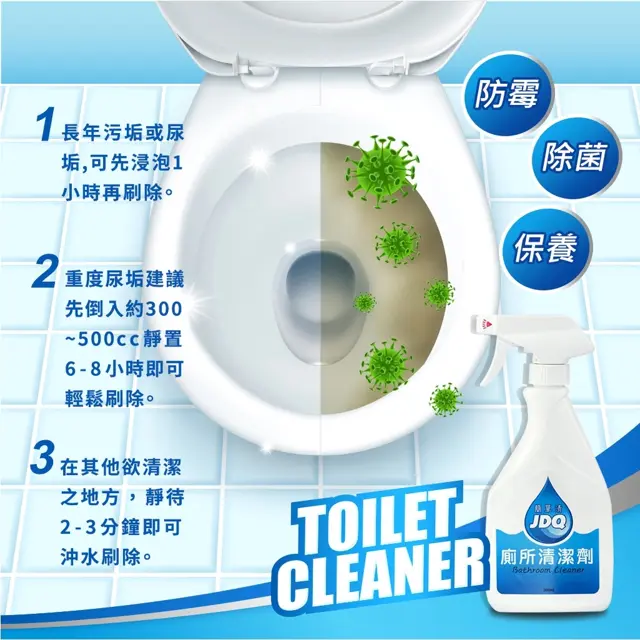 1
長年污垢或尿
垢,可先浸泡1
小時再刷除。
2
重度尿垢建議
先倒入約300
~500cc靜置
6-8小時即可
輕鬆刷除。
3
在其他欲清潔
之地方，靜待
2-3分鐘即可
沖水刷除。
防霉
除菌
保養
TOILET
CLEANER
JDQ
廁所清潔劑
Bathroom Cleaner